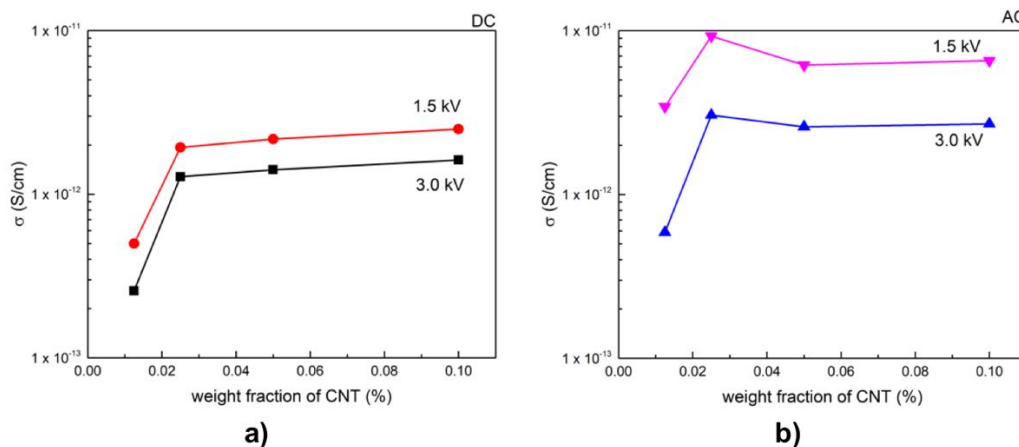 DC
1 x 10⁻¹¹
1.5 kV
σ (S/cm)
1 x 10⁻¹²
3.0 kV
1 x 10⁻¹³
0.00 0.02 0.04 0.06 0.08 0.10
weight fraction of CNT (%)
a)
AC
1 x 10⁻¹¹
1.5 kV
σ (S/cm)
1 x 10⁻¹²
3.0 kV
1 x 10⁻¹³
0.00 0.02 0.04 0.06 0.08 0.10
weight fraction of CNT (%)
b)